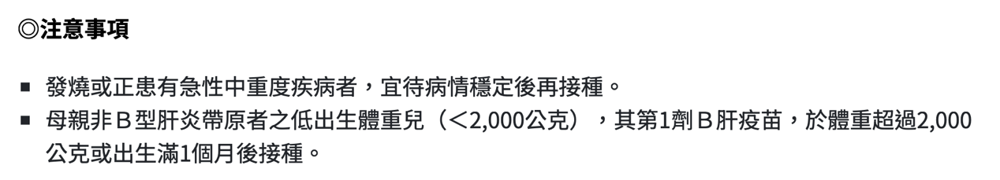 ◎注意事項
▪ 發燒或正患有急性中重度疾病者，宜待病情穩定後再接種。
▪ 母親非Ｂ型肝炎帶原者之低出生體重兒（＜2,000公克），其第1劑Ｂ肝疫苗，於體重超過2,000
公克或出生滿1個月後接種。